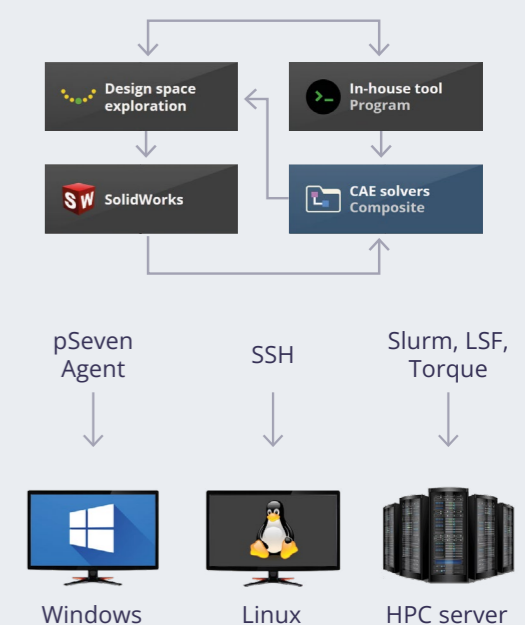 Design space
exploration
>_ In-house tool
Program
SW SolidWorks
CAE solvers
Composite
pSeven
Agent
SSH
Slurm, LSF,
Torque
Windows
Linux
HPC server